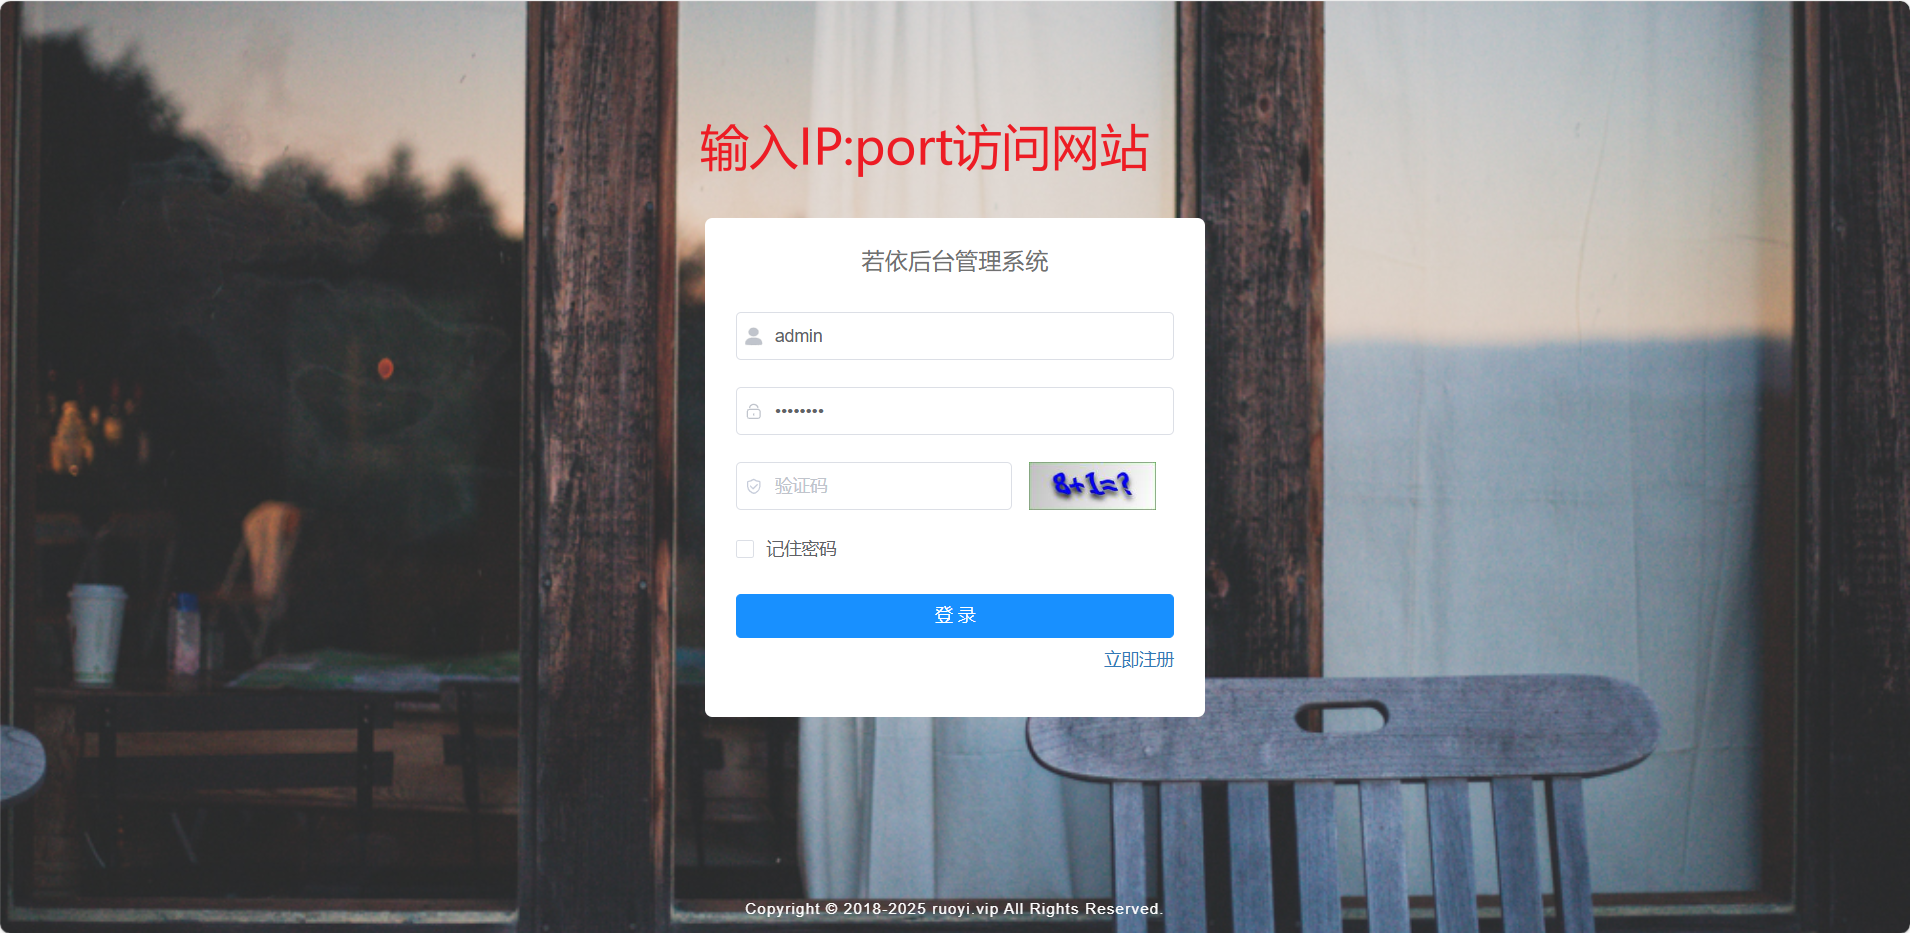 输入IP:port访问网站
若依后台管理系统
admin
••••••••
验证码
8+1=?
记住密码
登 录
立即注册
Copyright © 2018-2025 ruoyi.vip All Rights Reserved.